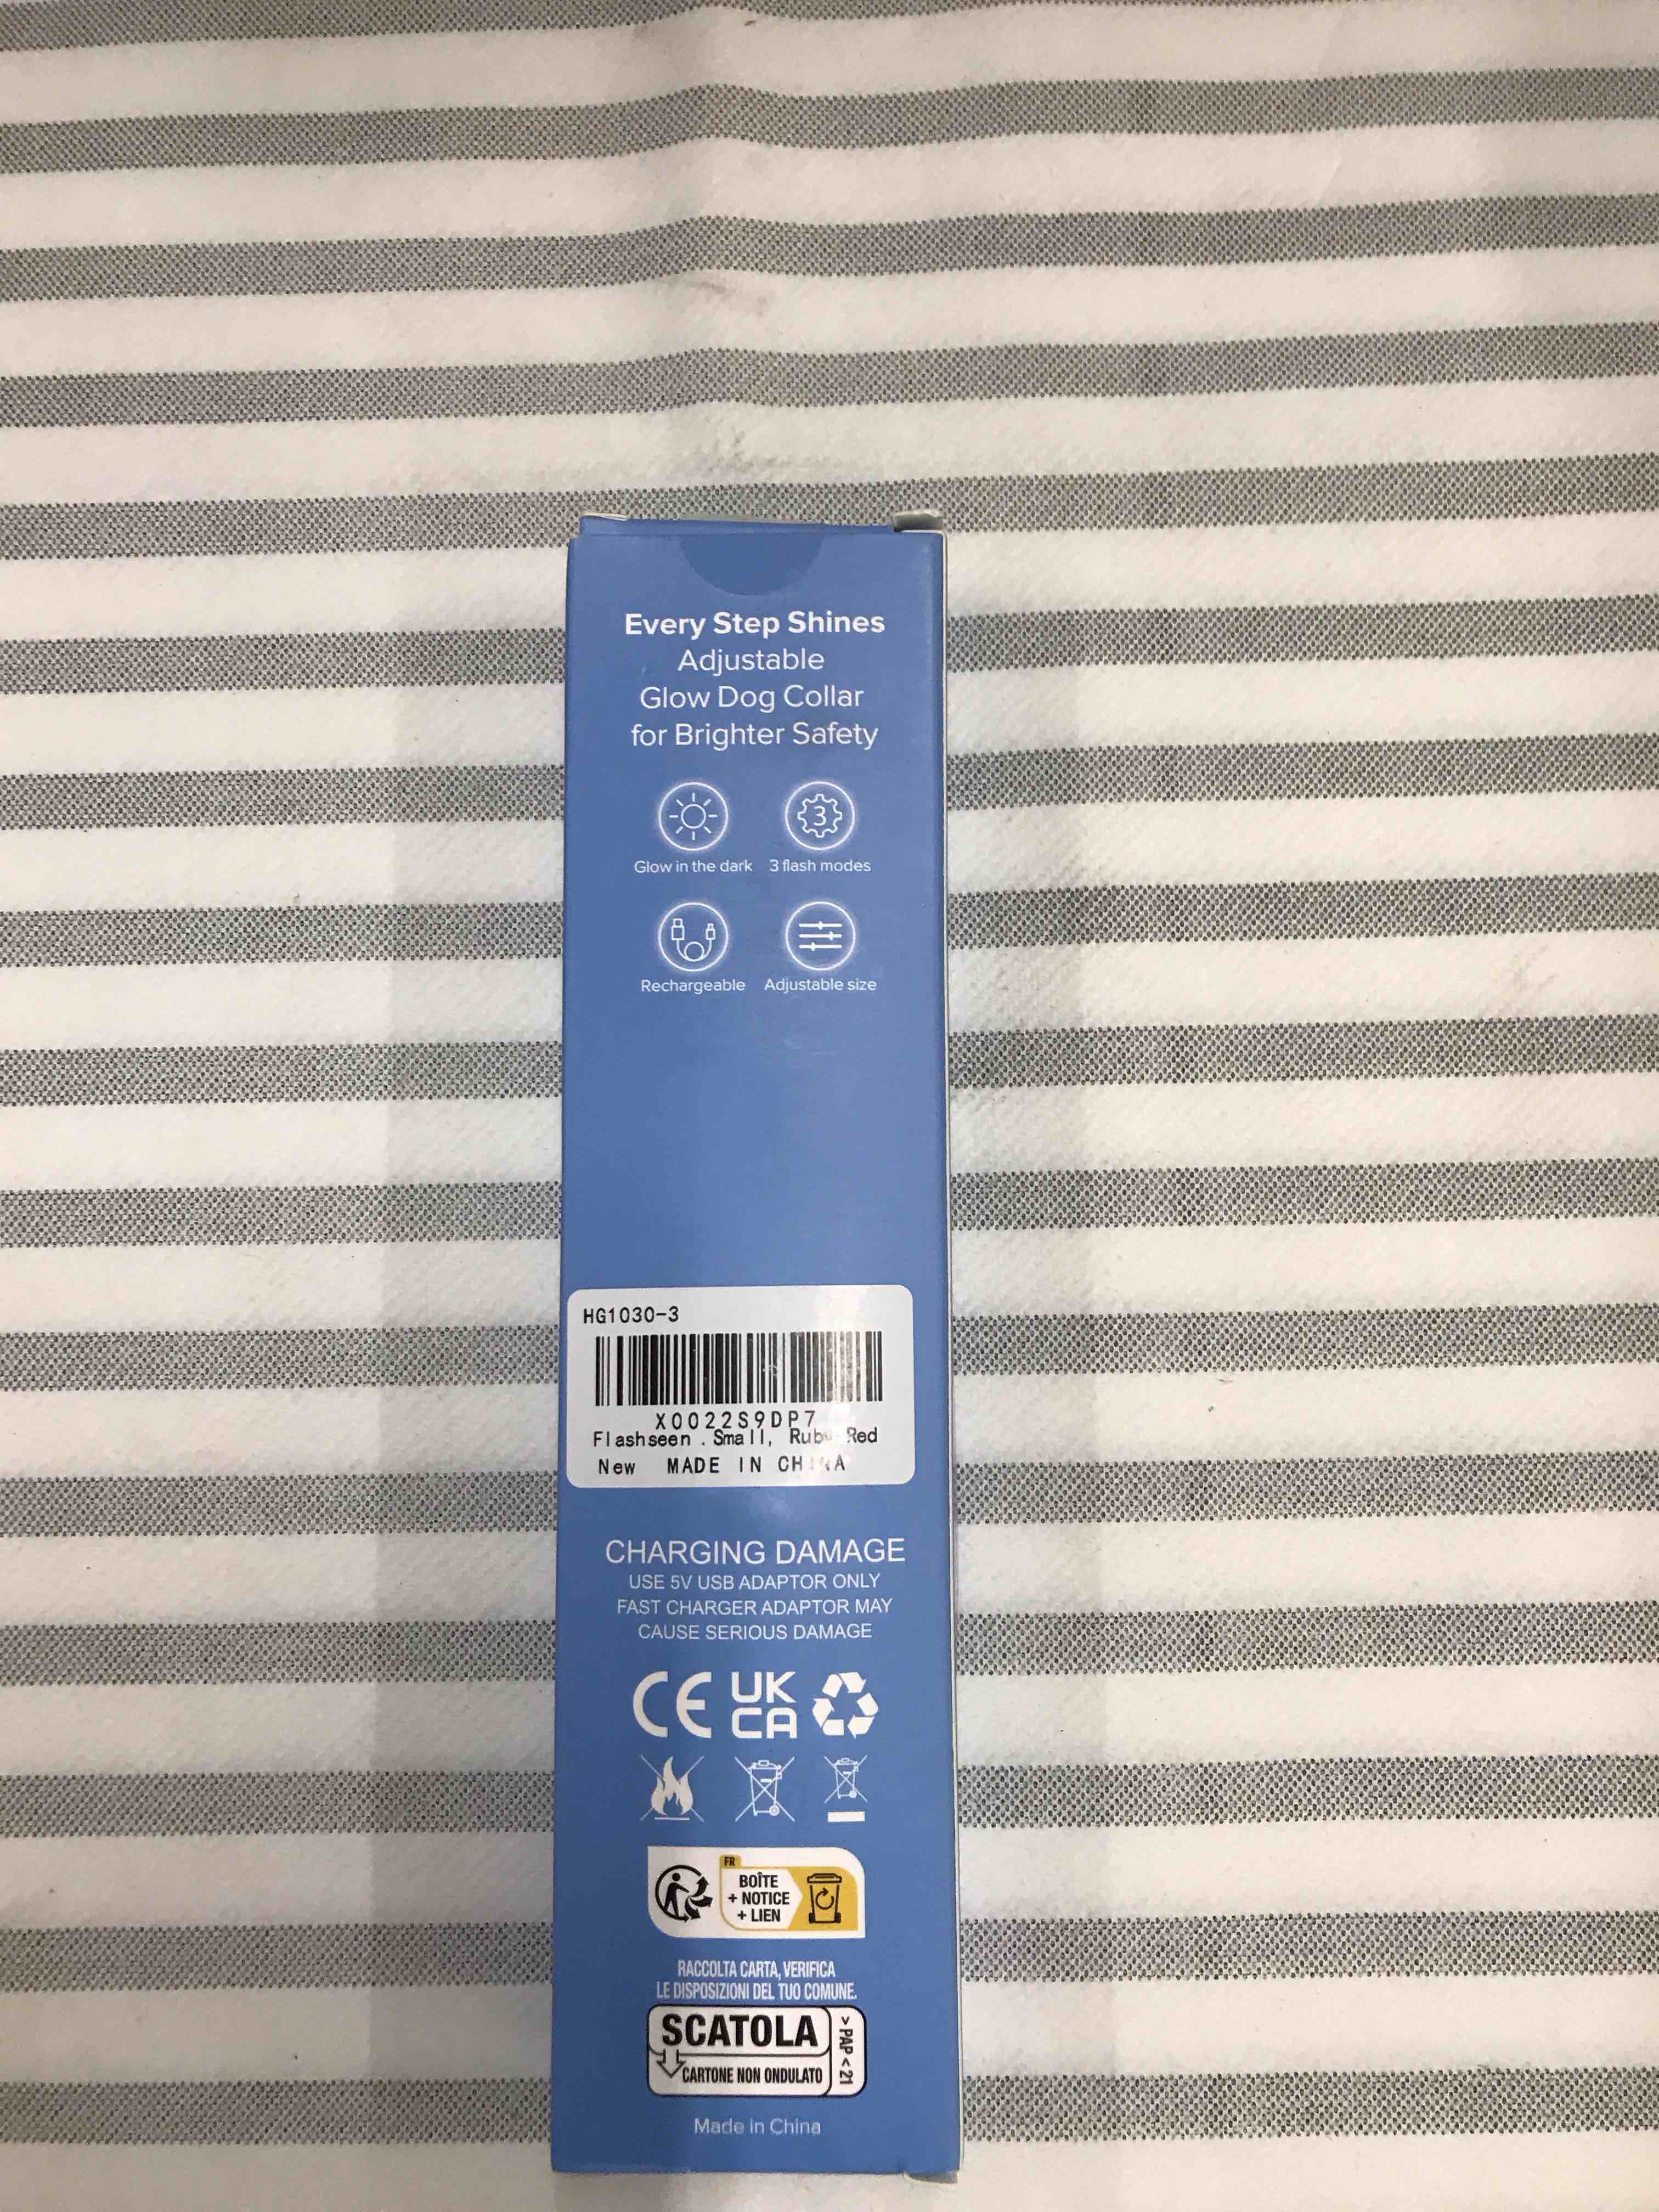 Every Step Shines
Adjustable
Glow Dog Collar
for Brighter Safety
3
Glow in the dark 3 flash modes
Rechargeable Adjustable size
HG1030-3
X0022S9DP7
Flashseen . Small, Red
New MADE IN CHINA
CHARGING DAMAGE
USE 5V USB ADAPTOR ONLY
FAST CHARGER ADAPTOR MAY
CAUSE SERIOUS DAMAGE
CE UK CA
FR
BOÎTE
+ NOTICE
+ LIEN
RACCOLTA CARTA, VERIFICA
LE DISPOSIZIONI DEL TUO COMUNE.
SCATOLA
CARTONE NON ONDULATO
> PAP < 21
Made in China